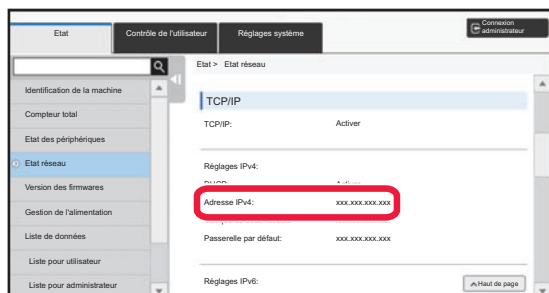 Etat
Contrôle de l'utilisateur
Réglages système
Connexion
administrateur
Etat > Etat réseau
Identification de la machine
Compteur total
Etat des périphériques
Etat réseau
Version des firmwares
Gestion de l'alimentation
Liste de données
Liste pour utilisateur
Liste pour administrateur
TCP/IP
TCP/IP: Activer
Réglages IPv4:
DHCP: Activer
Adresse IPv4: xxx.xxx.xxx.xxx
Passerelle par défaut: xxx.xxx.xxx.xxx
Réglages IPv6:
Haut de page